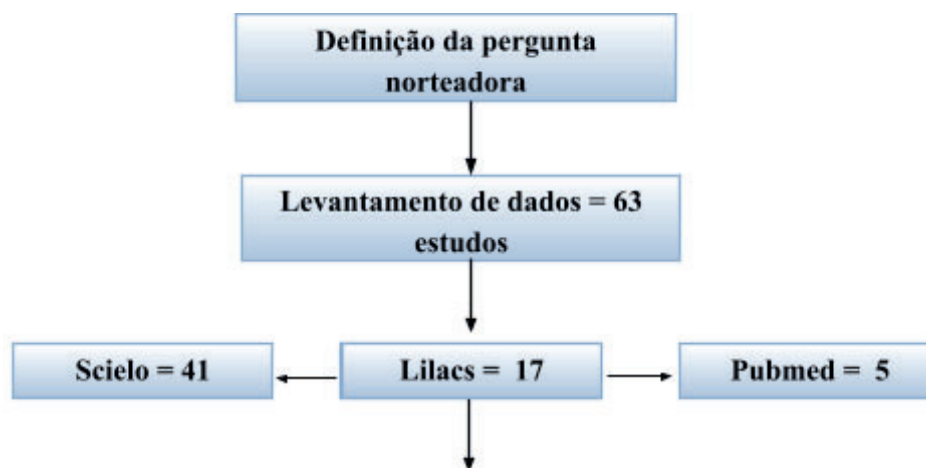 Definição da pergunta
norteadora
Levantamento de dados = 63
estudos
Scielo = 41
Lilacs = 17
Pubmed = 5